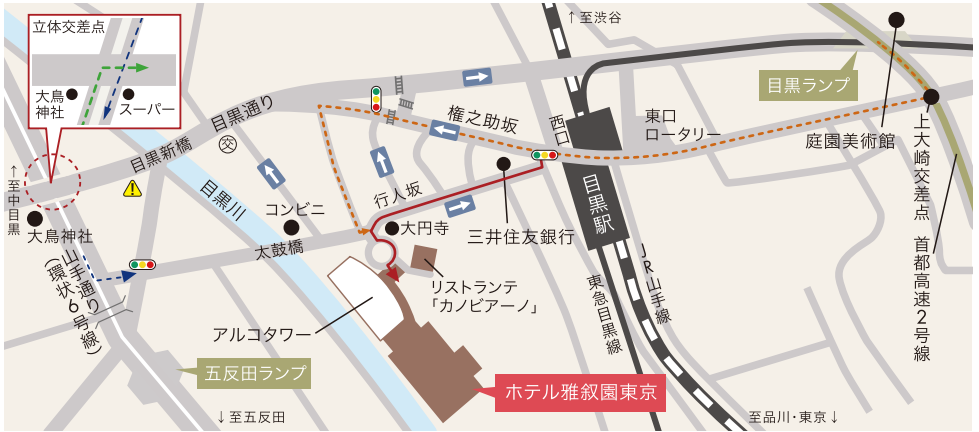 立体交差点
大鳥
神社
スーパー
↑至渋谷
目黒ランプ
目黒通り
交
目黒新橋
権之助坂
西口
東口
ロータリー
庭園美術館
上大崎交差点
↑至中目黒
大鳥神社
目黒川
コンビニ
太鼓橋
行人坂
大円寺
三井住友銀行
目黒駅
山手通り
(環状6号線)
リストランテ
「カノビアーノ」
アルコタワー
東急目黒線
JR山手線
首都高速2号線
五反田ランプ
ホテル雅叙園東京
↓至五反田
至品川・東京↓